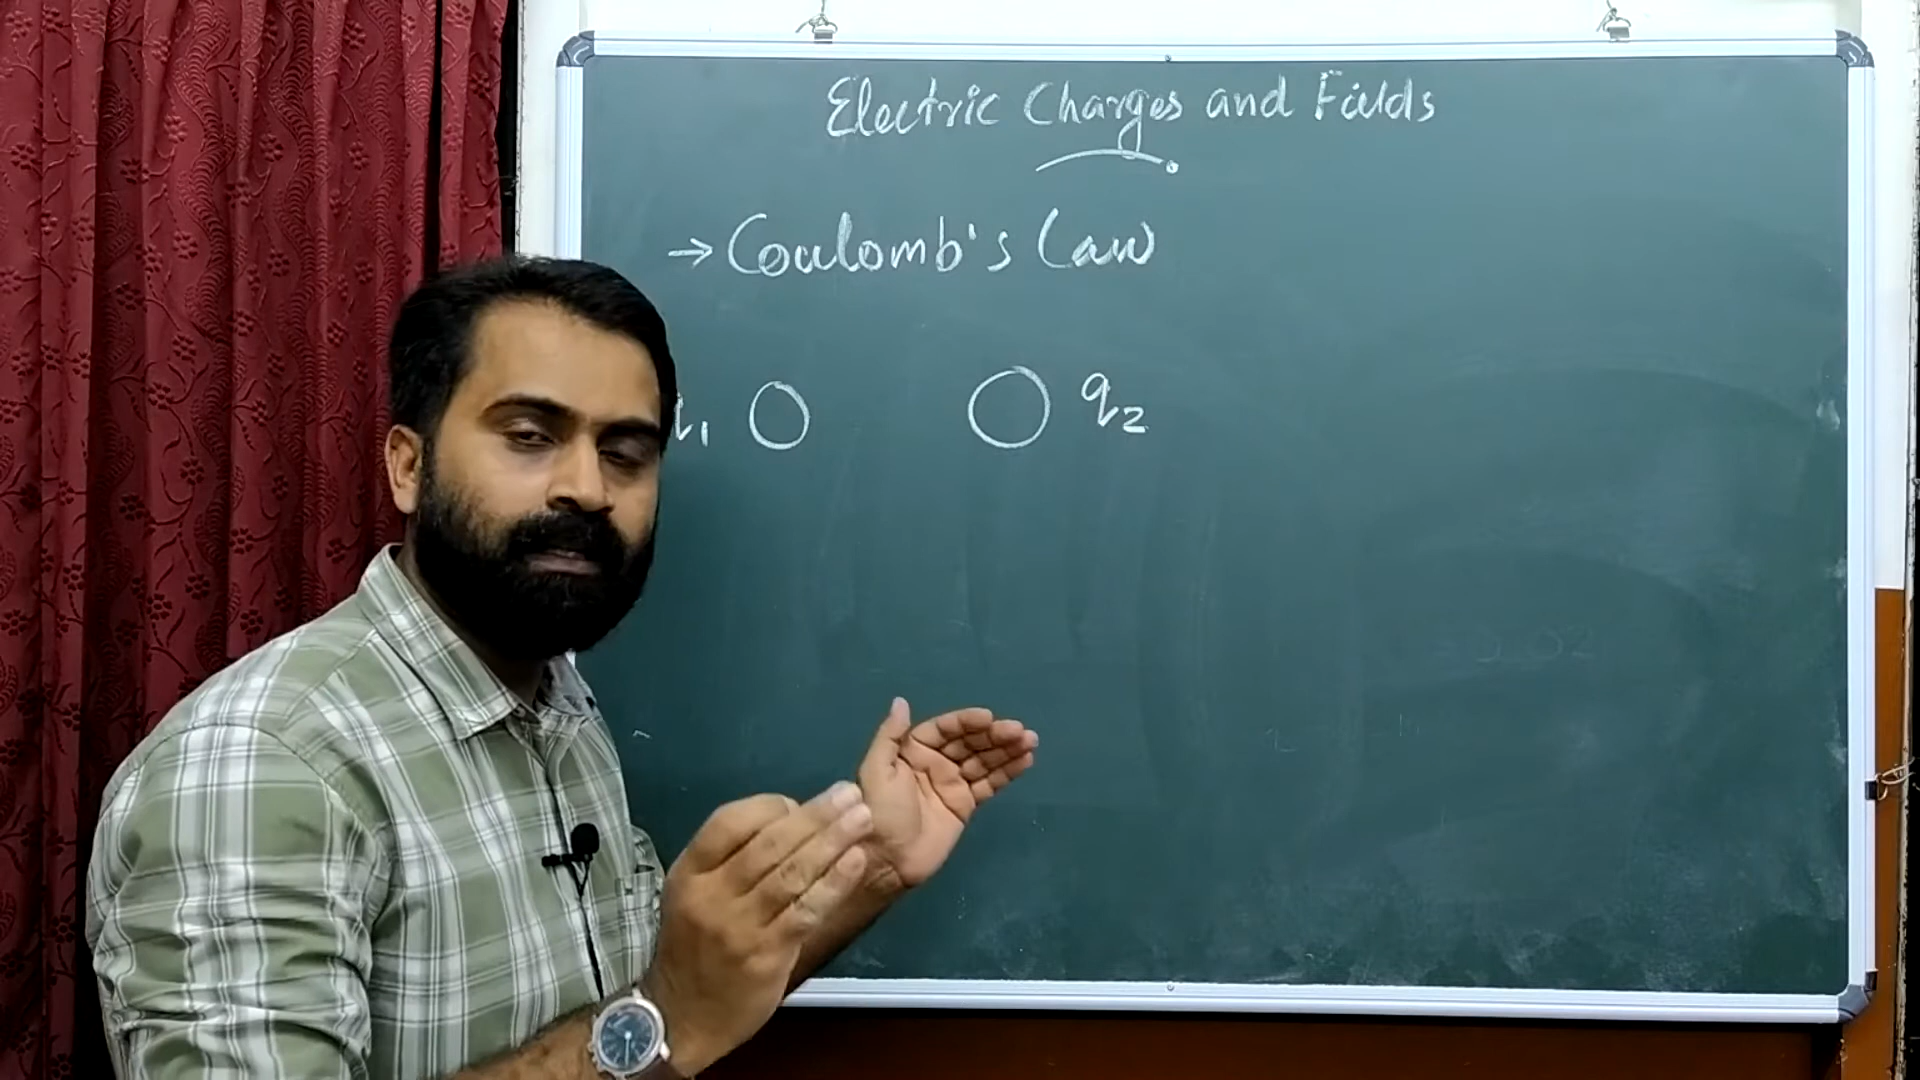 Electric Charges and Fields
→ Coulomb's Law
q₂